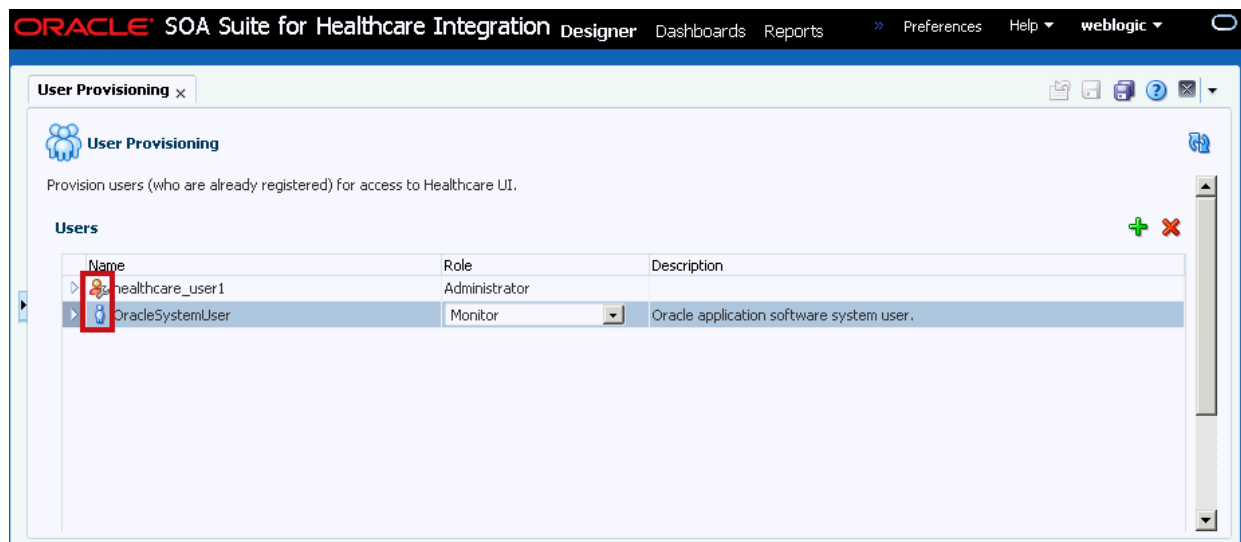 ORACLE SOA Suite for Healthcare Integration Designer Dashboards Reports » Preferences Help weblogic
User Provisioning ×
User Provisioning
Provision users (who are already registered) for access to Healthcare UI.
Users
Name Role Description
healthcare_user1 Administrator
OracleSystemUser Monitor Oracle application software system user.